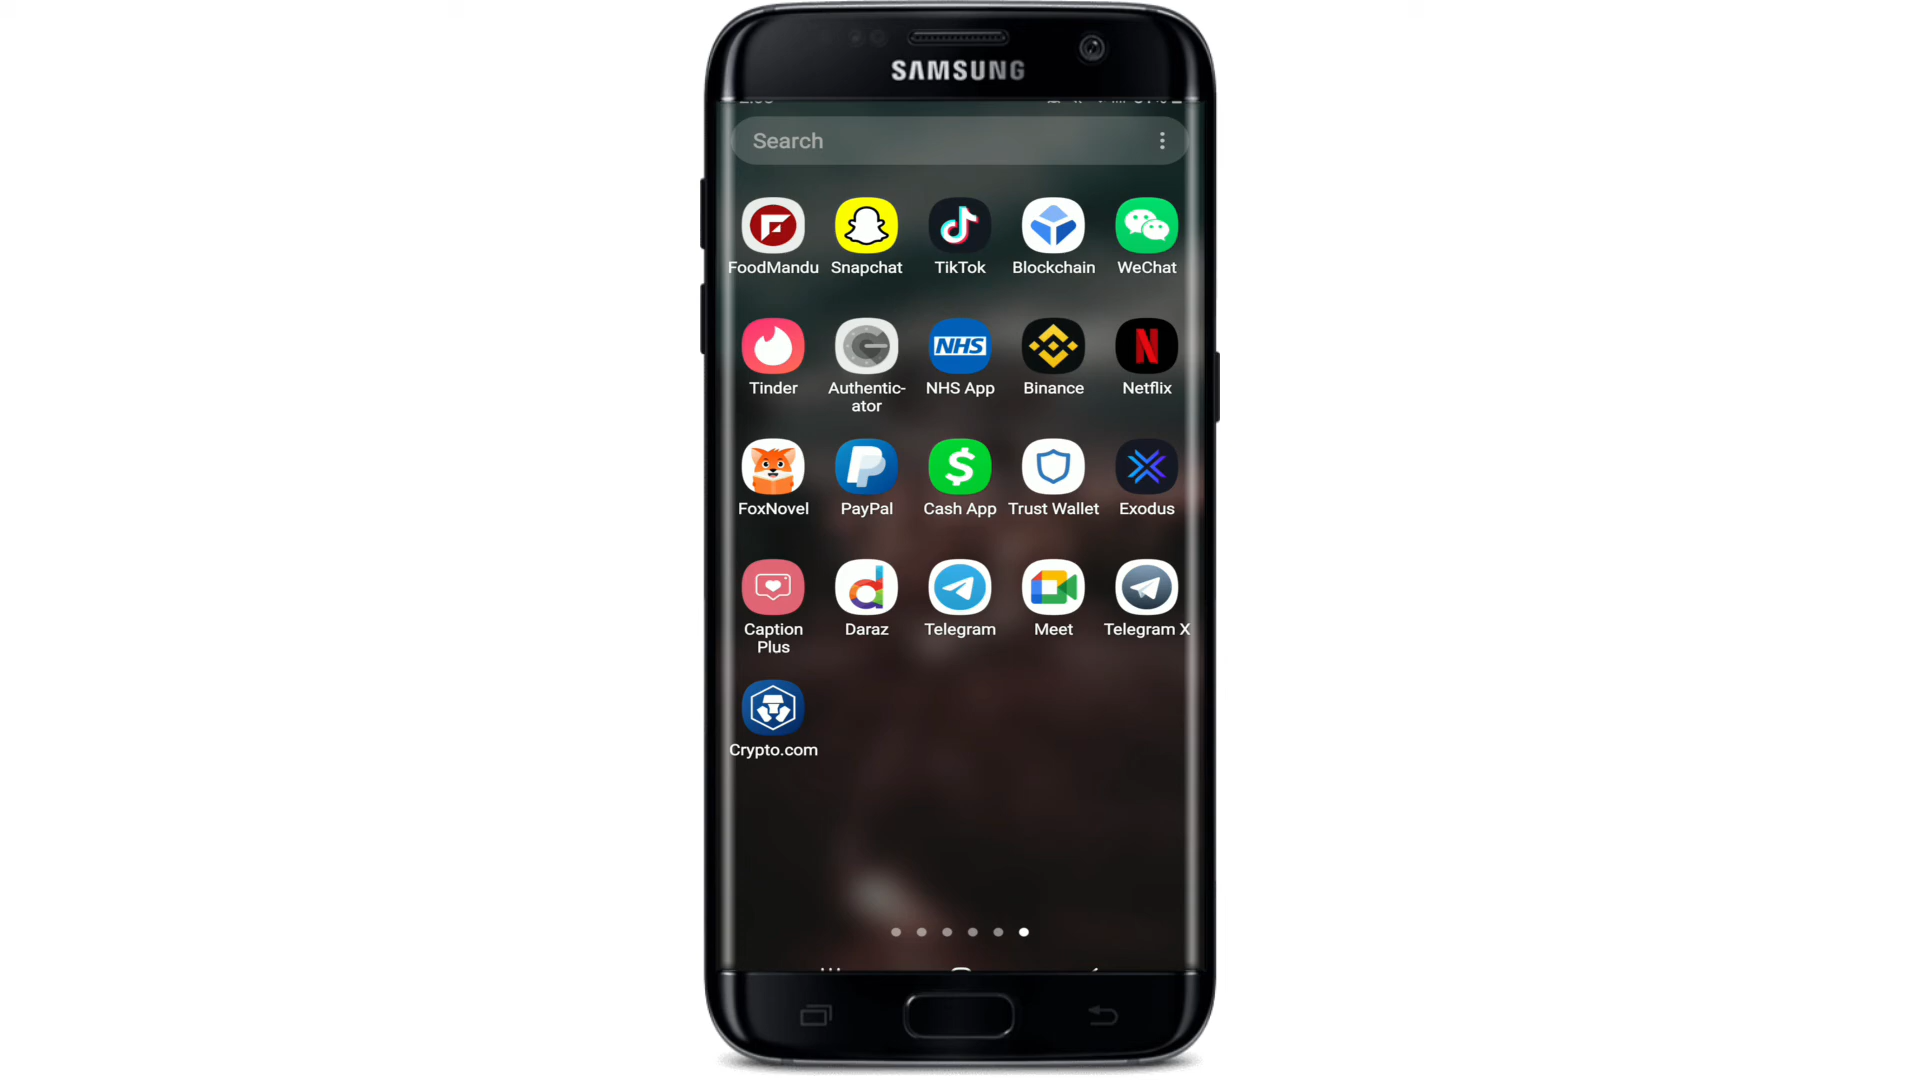 SAMSUNG
Search
FoodMandu Snapchat TikTok Blockchain WeChat
NHS
Tinder Authentic-
ator NHS App Binance Netflix
FoxNovel PayPal Cash App Trust Wallet Exodus
Caption
Plus Daraz Telegram Meet Telegram X
Crypto.com